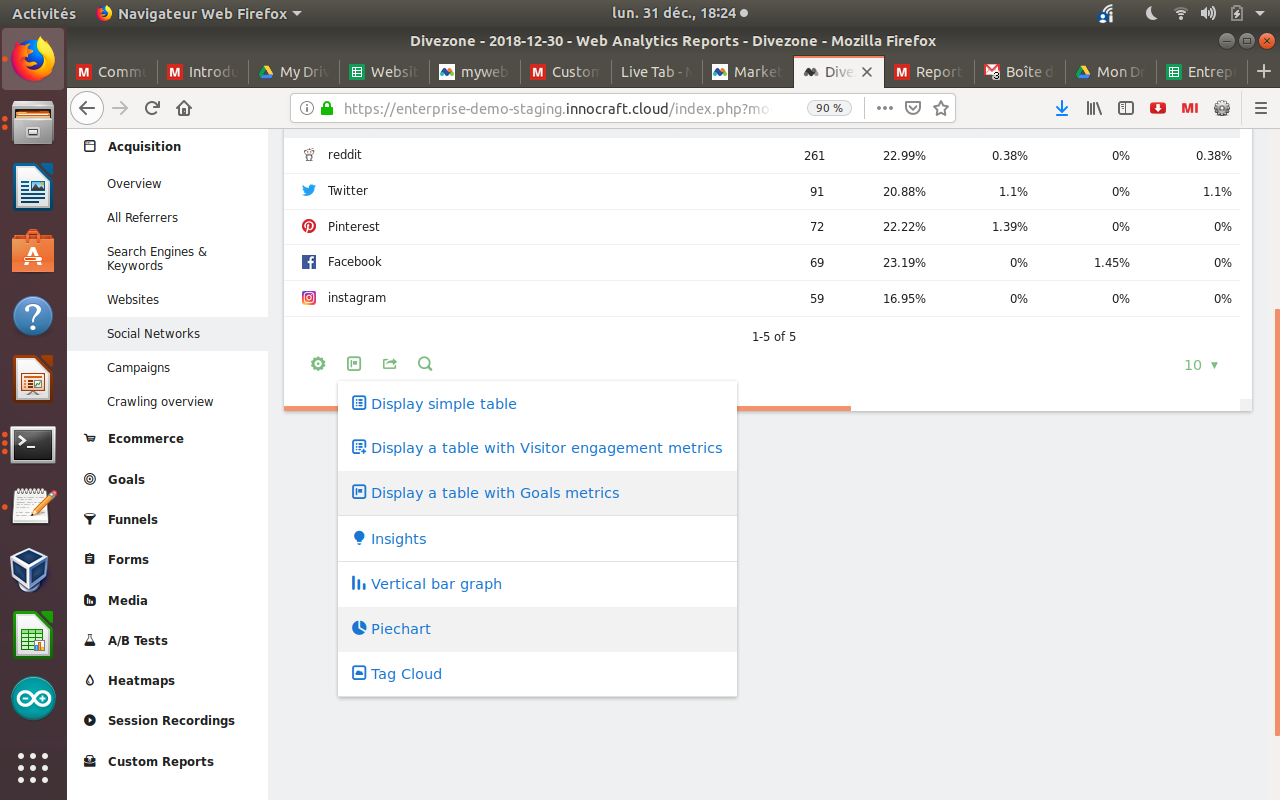 Activités
Navigateur Web Firefox
lun. 31 déc., 18:24
Divezone - 2018-12-30 - Web Analytics Reports - Divezone - Mozilla Firefox
Commu
Introdu
My Driv
Websit
myweb
Custom
Live Tab - M
Market
Dive
Report
Boîte d
Mon Dr
Entrep
https://enterprise-demo-staging.innocraft.cloud/index.php?mo
90 %
MI
Acquisition
Overview
All Referrers
Search Engines &
Keywords
Websites
Social Networks
Campaigns
Crawling overview
Ecommerce
Goals
Funnels
Forms
Media
A/B Tests
Heatmaps
Session Recordings
Custom Reports
reddit 261 22.99% 0.38% 0% 0.38%
Twitter 91 20.88% 1.1% 0% 1.1%
Pinterest 72 22.22% 1.39% 0% 0%
Facebook 69 23.19% 0% 1.45% 0%
instagram 59 16.95% 0% 0% 0%
1-5 of 5
10
Display simple table
Display a table with Visitor engagement metrics
Display a table with Goals metrics
Insights
Vertical bar graph
Piechart
Tag Cloud